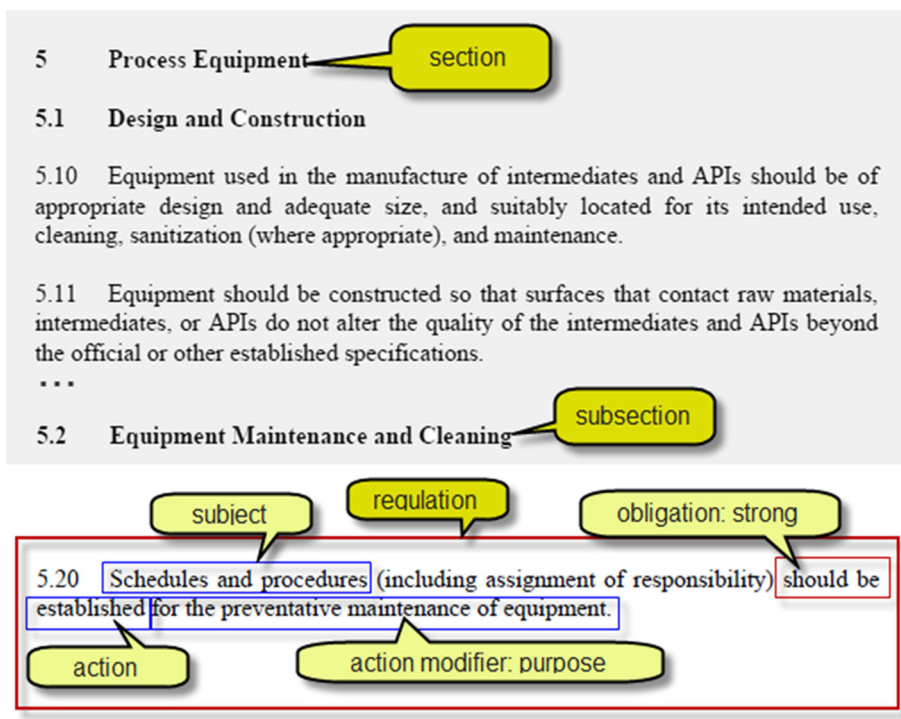 5 Process Equipment
section
5.1 Design and Construction
5.10 Equipment used in the manufacture of intermediates and APIs should be of
appropriate design and adequate size, and suitably located for its intended use,
cleaning, sanitization (where appropriate), and maintenance.
5.11 Equipment should be constructed so that surfaces that contact raw materials,
intermediates, or APIs do not alter the quality of the intermediates and APIs beyond
the official or other established specifications.
...
subsection
5.2 Equipment Maintenance and Cleaning
subject
regulation
obligation: strong
5.20 Schedules and procedures (including assignment of responsibility) should be
established for the preventative maintenance of equipment.
action
action modifier: purpose